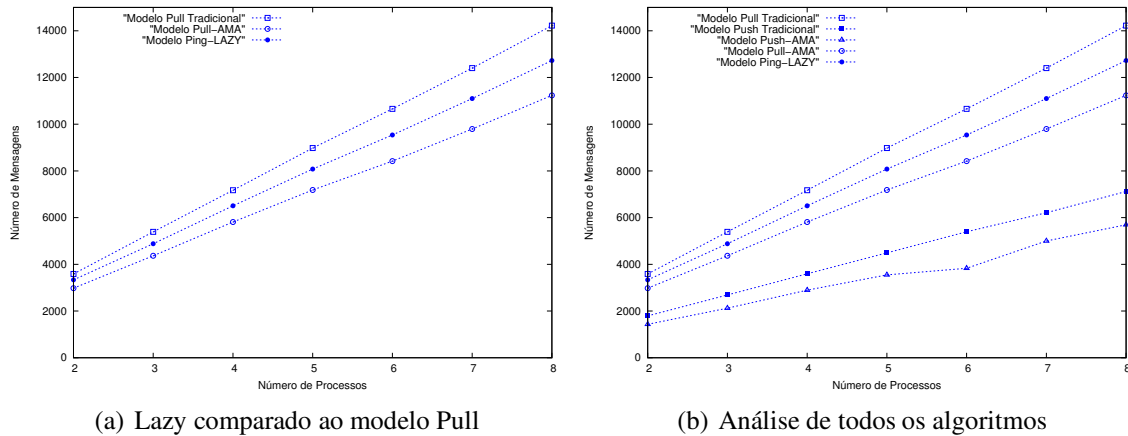 14000
12000
10000
8000
6000
4000
2000
0
Número de Mensagens
"Modelo Pull Tradicional"
"Modelo Pull-AMA"
"Modelo Ping-LAZY"
2 3 4 5 6 7 8
Número de Processos
(a) Lazy comparado ao modelo Pull
14000
12000
10000
8000
6000
4000
2000
0
Número de Mensagens
"Modelo Pull Tradicional"
"Modelo Push Tradicional"
"Modelo Push-AMA"
"Modelo Pull-AMA"
"Modelo Ping-LAZY"
2 3 4 5 6 7 8
Número de Processos
(b) Análise de todos os algoritmos